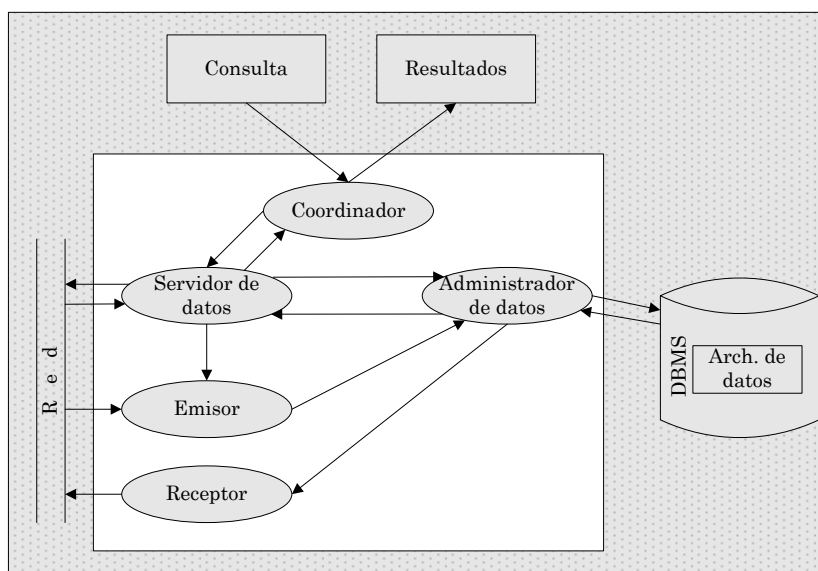 Consulta
Resultados
Coordinador
Servidor de
datos
Administrador
de datos
Emisor
Receptor
R e d
DBMS
Arch. de
datos